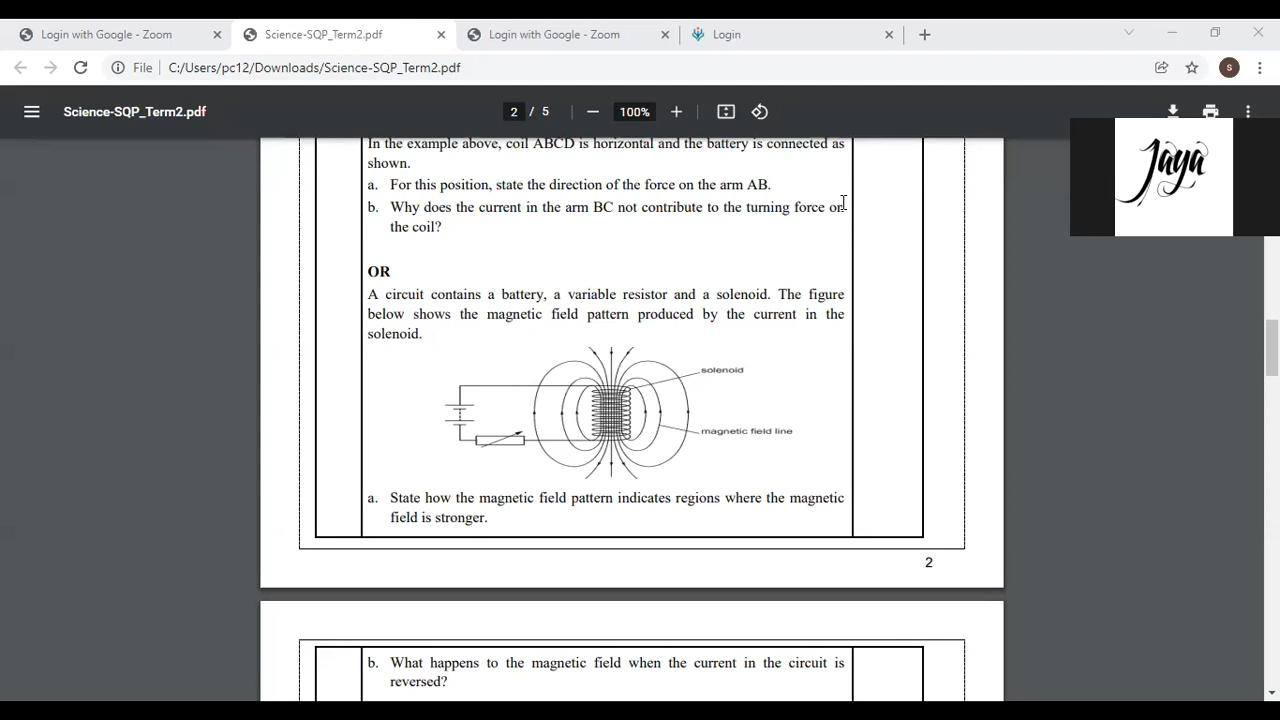 Login with Google - Zoom
Science-SQP_Term2.pdf
Login with Google - Zoom
Login
File
C:/Users/pc12/Downloads/Science-SQP_Term2.pdf
S
Science-SQP_Term2.pdf
2 / 5
100%
Jaya
In the example above, coil ABCD is horizontal and the battery is connected as
shown.
a. For this position, state the direction of the force on the arm AB.
b. Why does the current in the arm BC not contribute to the turning force on
the coil?
OR
A circuit contains a battery, a variable resistor and a solenoid. The figure
below shows the magnetic field pattern produced by the current in the
solenoid.
solenoid
magnetic field line
a. State how the magnetic field pattern indicates regions where the magnetic
field is stronger.
2
b. What happens to the magnetic field when the current in the circuit is
reversed?